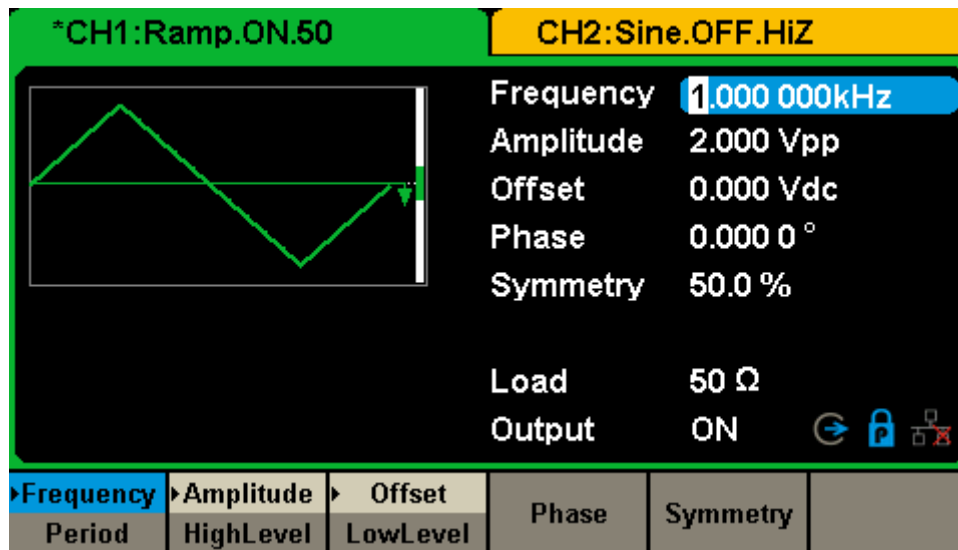 *CH1:Ramp.ON.50
CH2:Sine.OFF.HiZ
Frequency 1.000 000kHz
Amplitude 2.000 Vpp
Offset 0.000 Vdc
Phase 0.000 0 °
Symmetry 50.0 %
Load 50 Ω
Output ON
P
Frequency Amplitude Offset Phase Symmetry
Period HighLevel LowLevel